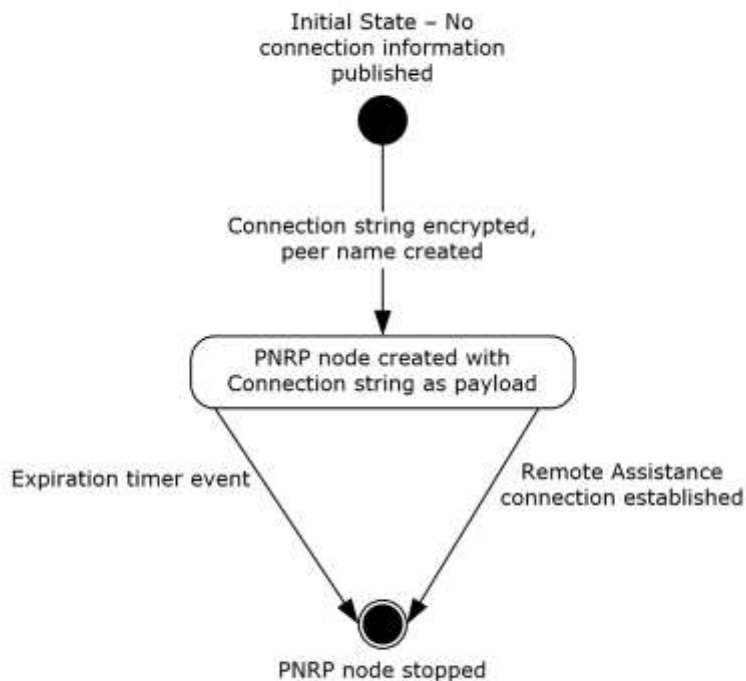 Initial State – No
connection information
published
Connection string encrypted,
peer name created
PNRP node created with
Connection string as payload
Expiration timer event
Remote Assistance
connection established
PNRP node stopped